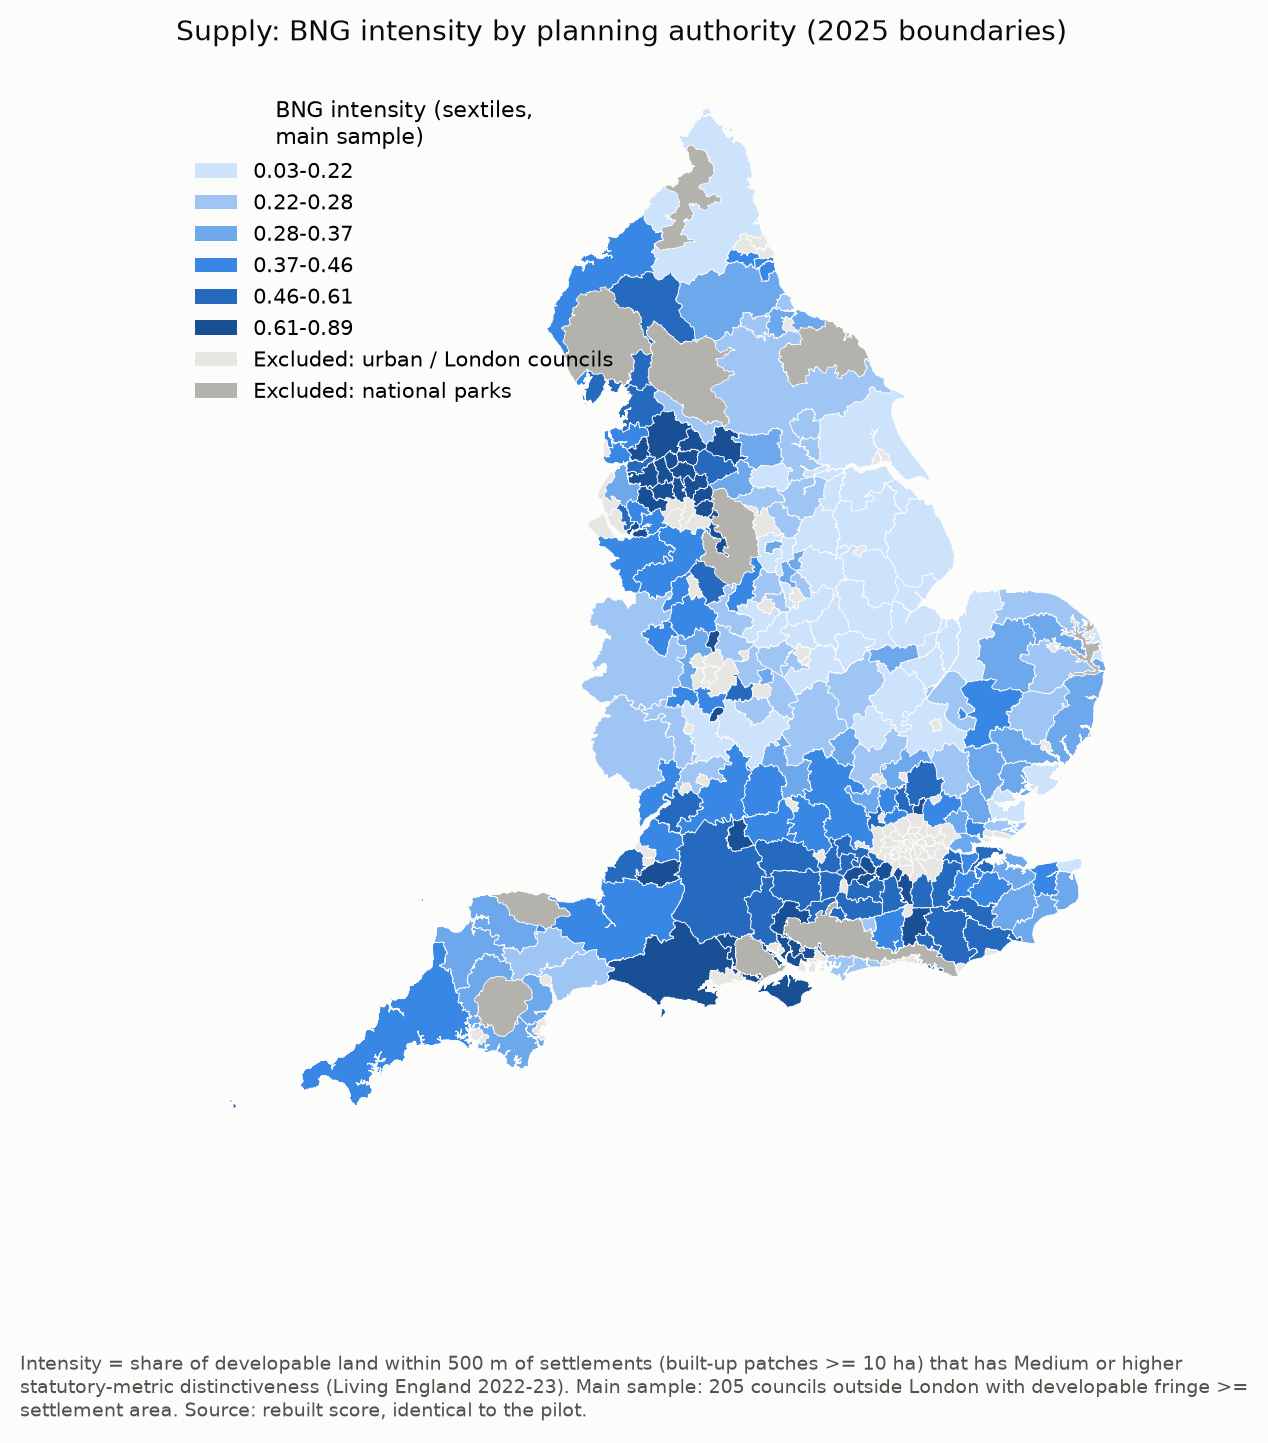 Supply: BNG intensity by planning authority (2025 boundaries)
BNG intensity (sextiles,
main sample)
0.03-0.22
0.22-0.28
0.28-0.37
0.37-0.46
0.46-0.61
0.61-0.89
Excluded: urban / London councils
Excluded: national parks
Intensity = share of developable land within 500 m of settlements (built-up patches >= 10 ha) that has Medium or higher
statutory-metric distinctiveness (Living England 2022-23). Main sample: 205 councils outside London with developable fringe >=
settlement area. Source: rebuilt score, identical to the pilot.